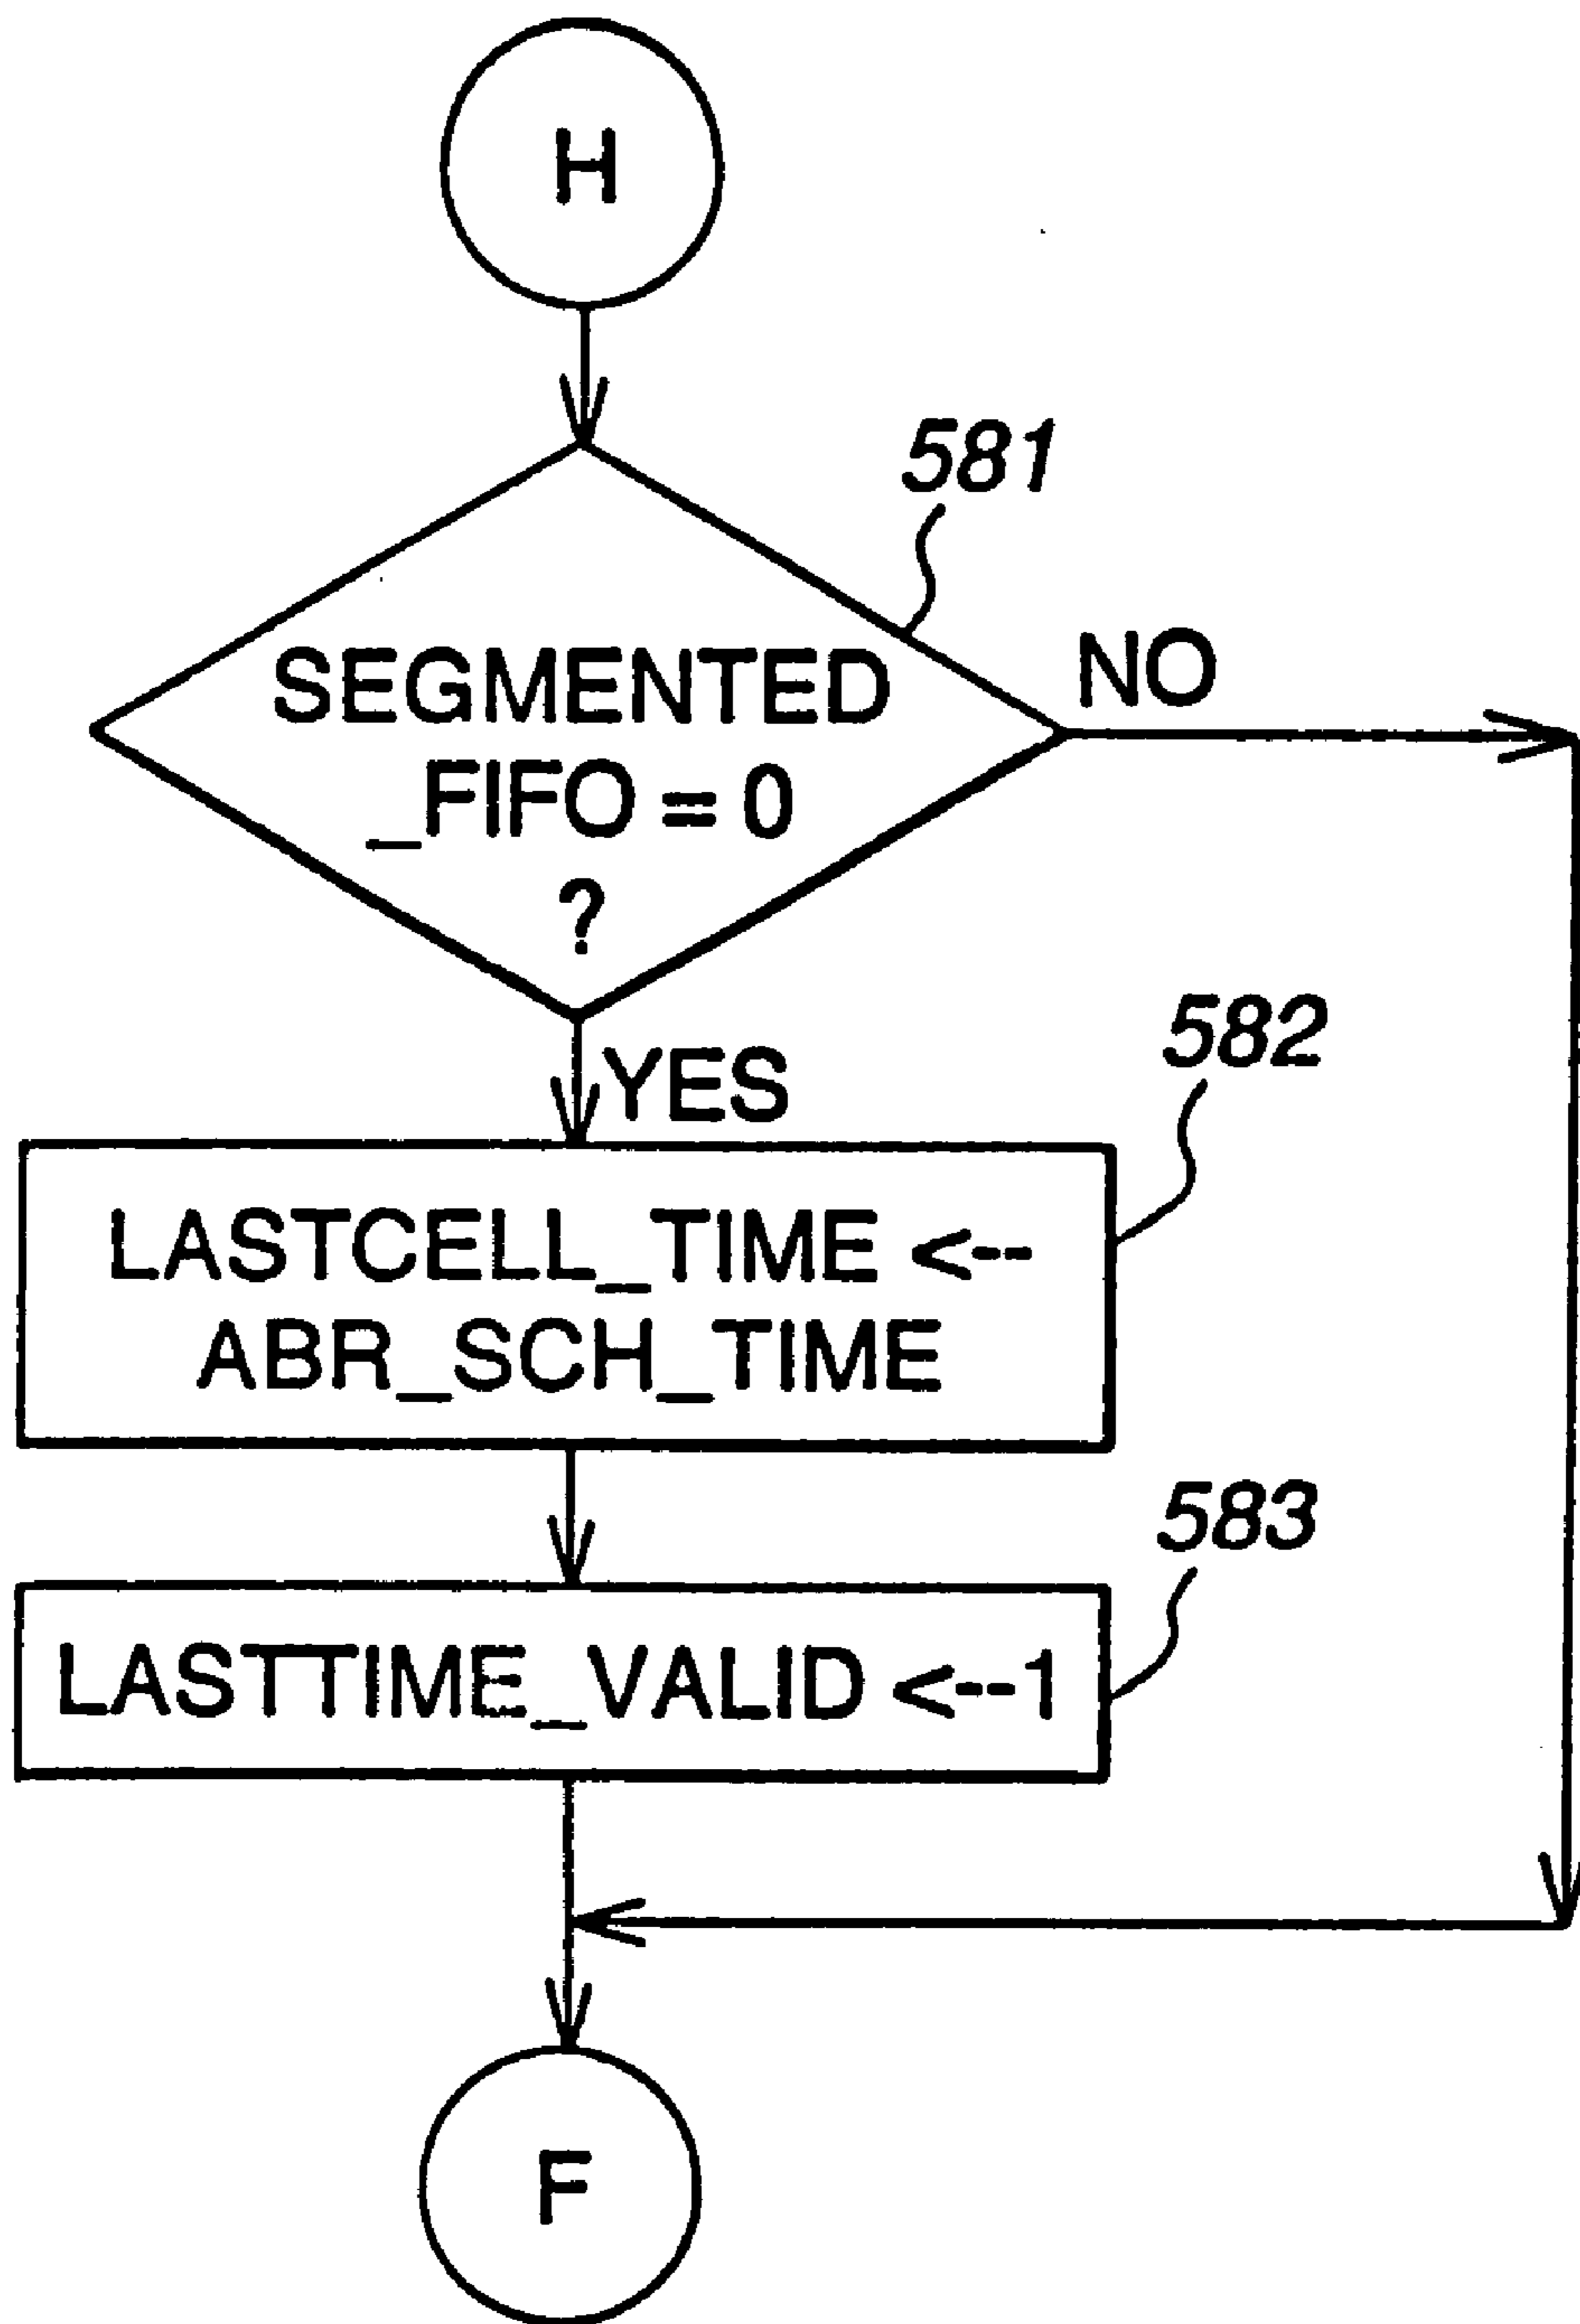 H
581
SEGMENTED
_FIFO = 0
?
NO
YES
582
LASTCELL_TIME <--
ABR_SCH_TIME
583
LASTTIME_VALID <--1
F